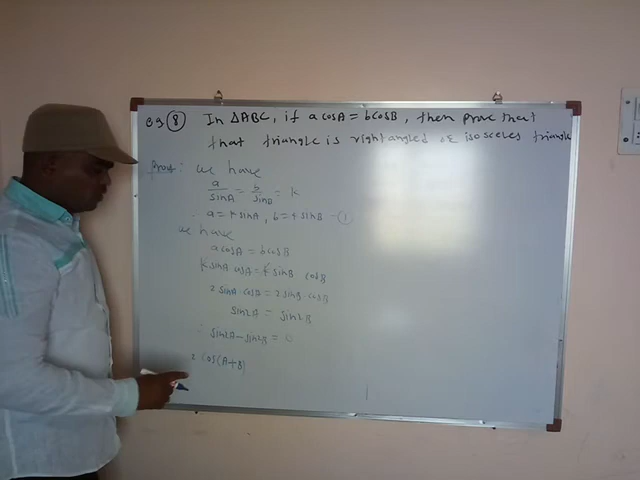 Q.8 In ΔABC, if a cosA = b cosB, then prove that
that triangle is right angled or isosceles triangle
Proof: we have
a/sinA = b/sinB = k
∴ a = k sinA, b = k sinB —①
we have
a cosA = b cosB
k sinA cosA = k sinB cosB
2 sinA cosA = 2 sinB cosB
sin2A = sin2B
∴ sin2A − sin2B = 0
2 cos(A+B)